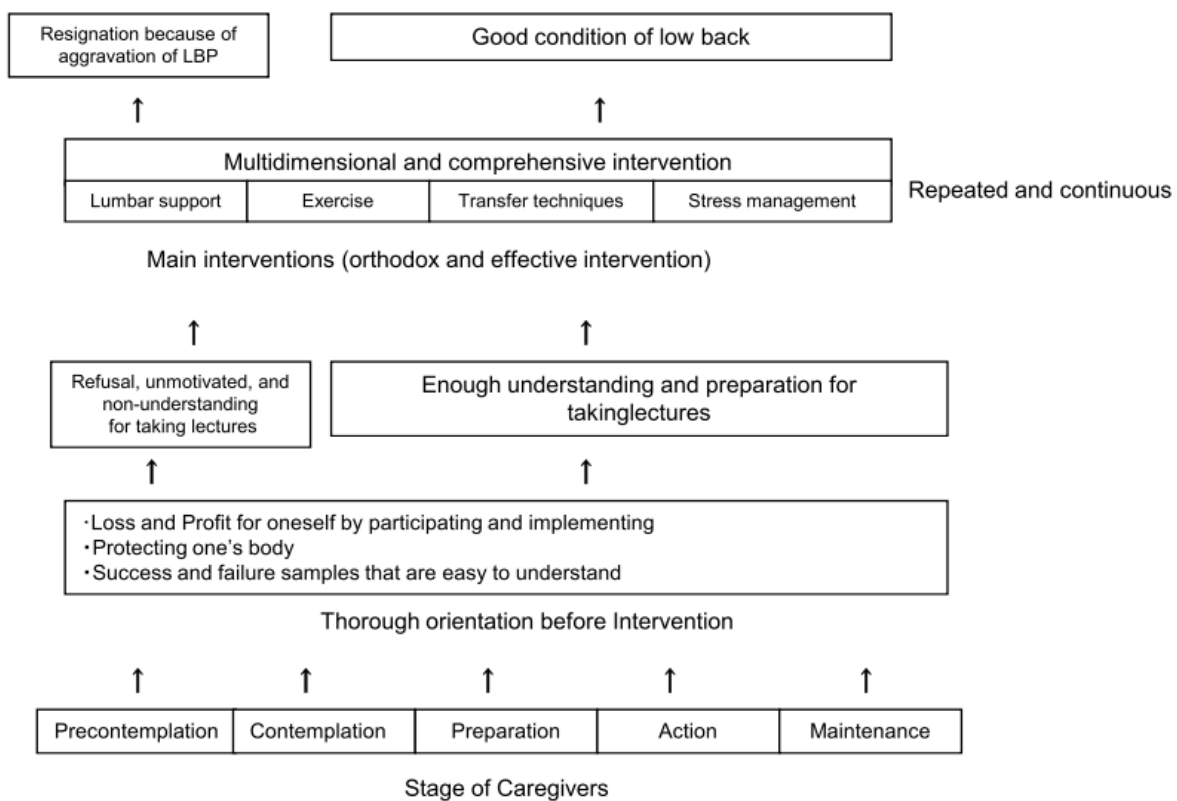 Resignation because of
aggravation of LBP
Good condition of low back
↑
↑
Multidimensional and comprehensive intervention
Lumbar support
Exercise
Transfer techniques
Stress management
Repeated and continuous
Main interventions (orthodox and effective intervention)
↑
↑
Refusal, unmotivated, and
non-understanding
for taking lectures
Enough understanding and preparation for
takinglectures
↑
↑
・Loss and Profit for oneself by participating and implementing
・Protecting one's body
・Success and failure samples that are easy to understand
Thorough orientation before Intervention
↑
↑
↑
↑
↑
Precontemplation
Contemplation
Preparation
Action
Maintenance
Stage of Caregivers